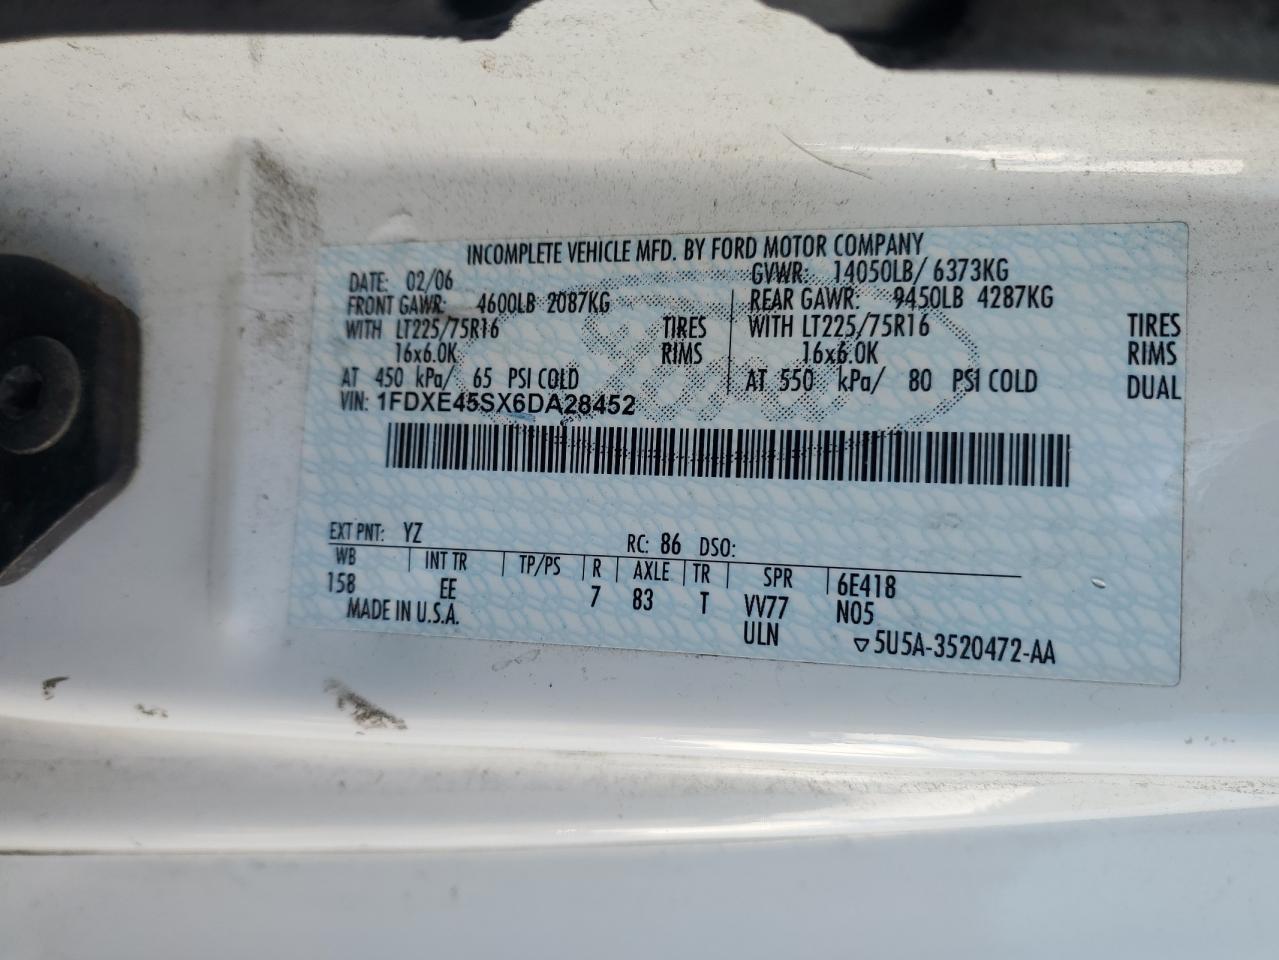 INCOMPLETE VEHICLE MFD. BY FORD MOTOR COMPANY
DATE: 02/06 GVWR: 14050LB/ 6373KG
FRONT GAWR: 4600LB 2087KG REAR GAWR: 9450LB 4287KG
WITH LT225/75R16 TIRES WITH LT225/75R16 TIRES
16x6.0K RIMS 16x6.0K RIMS
AT 450 kPa/ 65 PSI COLD AT 550 kPa/ 80 PSI COLD DUAL
VIN: 1FDXE45SX6DA28452
EXT PNT: YZ RC: 86 DSO:
WB INT TR TP/PS R AXLE TR SPR 6E418
158 EE 7 83 T VV77 N05
MADE IN U.S.A. ULN 5U5A-3520472-AA